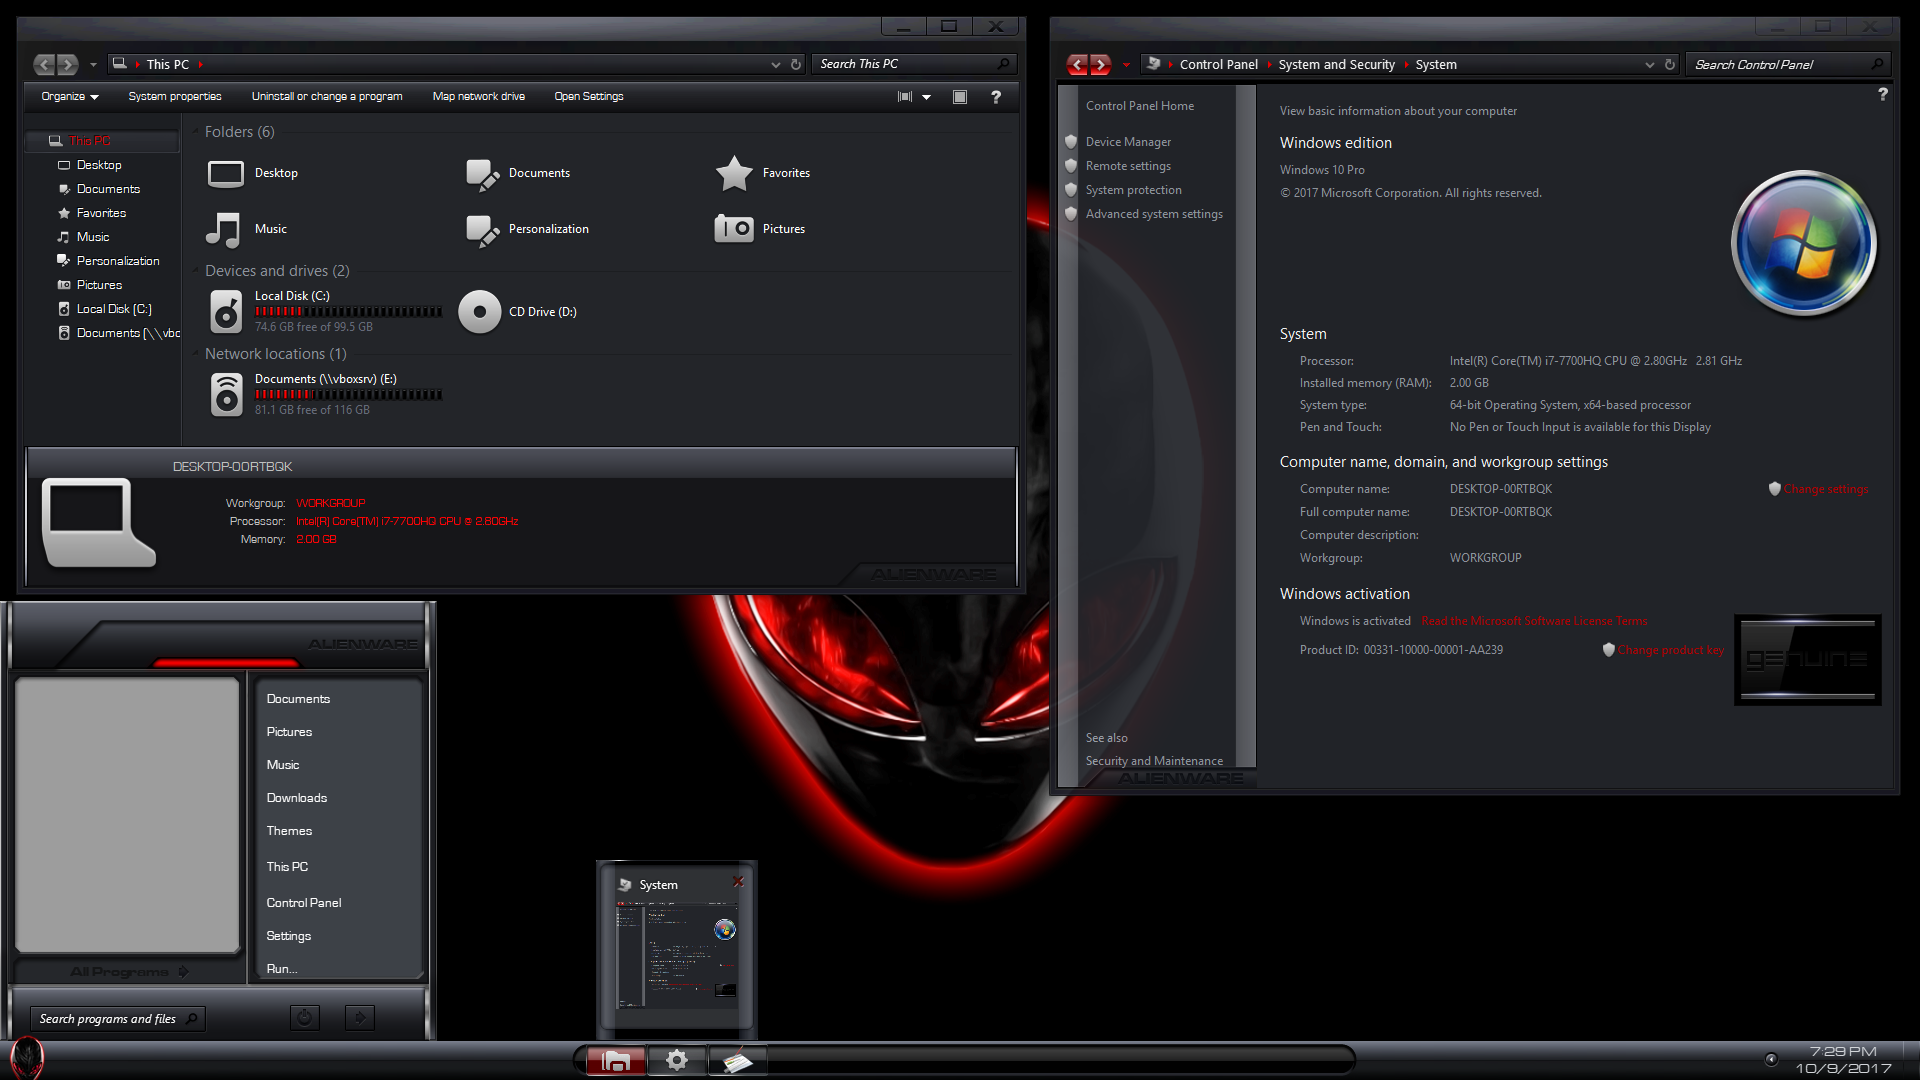 This PC
Search This PC
Organize
System properties
Uninstall or change a program
Map network drive
Open Settings
?
This PC
Desktop
Documents
Favorites
Music
Personalization
Pictures
Local Disk (C:)
Documents (\\vbo
Folders (6)
Desktop
Documents
Favorites
Music
Personalization
Pictures
Devices and drives (2)
Local Disk (C:)
74.6 GB free of 99.5 GB
CD Drive (D:)
Network locations (1)
Documents (\\vboxsrv) (E:)
81.1 GB free of 116 GB
DESKTOP-00RTBQK
Workgroup: WORKGROUP
Processor: Intel(R) Core(TM) i7-7700HQ CPU @ 2.80GHz
Memory: 2.00 GB
ALIENWARE
Control Panel
System and Security
System
Search Control Panel
?
Control Panel Home
Device Manager
Remote settings
System protection
Advanced system settings
See also
Security and Maintenance
ALIENWARE
View basic information about your computer
Windows edition
Windows 10 Pro
© 2017 Microsoft Corporation. All rights reserved.
System
Processor: Intel(R) Core(TM) i7-7700HQ CPU @ 2.80GHz 2.81 GHz
Installed memory (RAM): 2.00 GB
System type: 64-bit Operating System, x64-based processor
Pen and Touch: No Pen or Touch Input is available for this Display
Computer name, domain, and workgroup settings
Computer name: DESKTOP-00RTBQK
Change settings
Full computer name: DESKTOP-00RTBQK
Computer description:
Workgroup: WORKGROUP
Windows activation
Windows is activated Read the Microsoft Software License Terms
Product ID: 00331-10000-00001-AA239
Change product key
genuine
ALIENWARE
Documents
Pictures
Music
Downloads
Themes
This PC
Control Panel
Settings
Run...
All Programs
Search programs and files
System
7:29 PM
10/9/2017